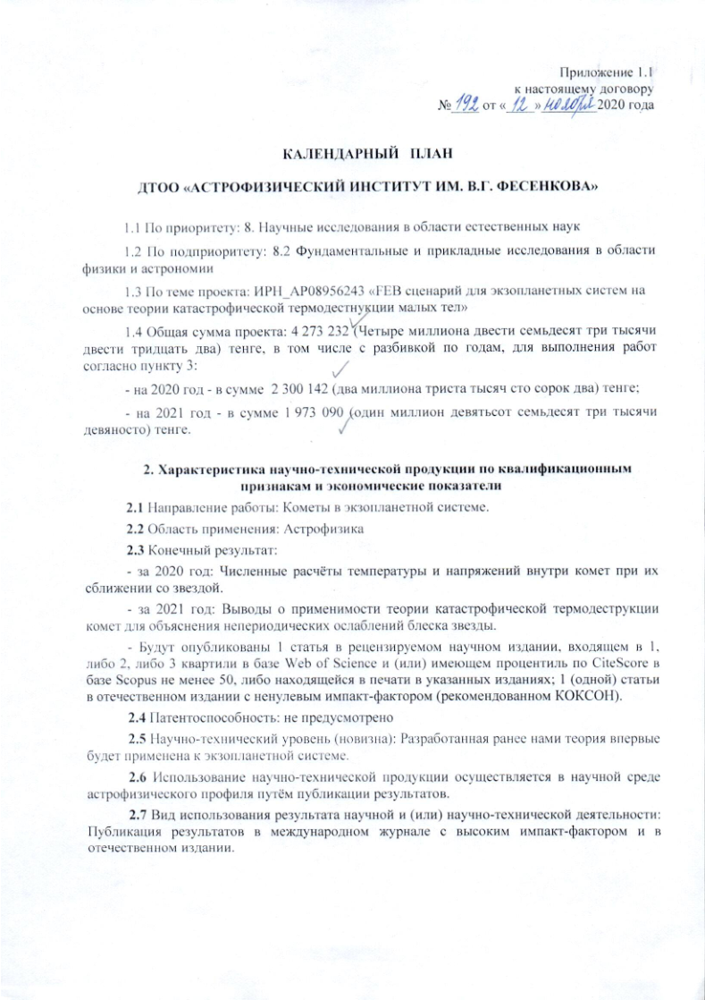 Приложение 1.1
к настоящему договору
№ 192 от « 12 » ноября 2020 года
КАЛЕНДАРНЫЙ ПЛАН
ДТОО «АСТРОФИЗИЧЕСКИЙ ИНСТИТУТ ИМ. В.Г. ФЕСЕНКОВА»
1.1 По приоритету: 8. Научные исследования в области естественных наук
1.2 По подприоритету: 8.2 Фундаментальные и прикладные исследования в области
физики и астрономии
1.3 По теме проекта: ИРН_AP08956243 «FEB сценарий для экзопланетных систем на
основе теории катастрофической термодестнукции малых тел»
1.4 Общая сумма проекта: 4 273 232 (Четыре миллиона двести семьдесят три тысячи
двести тридцать два) тенге, в том числе с разбивкой по годам, для выполнения работ
согласно пункту 3:
- на 2020 год - в сумме 2 300 142 (два миллиона триста тысяч сто сорок два) тенге;
- на 2021 год - в сумме 1 973 090 (один миллион девятьсот семьдесят три тысячи
девяносто) тенге.
2. Характеристика научно-технической продукции по квалификационным
признакам и экономические показатели
2.1 Направление работы: Кометы в экзопланетной системе.
2.2 Область применения: Астрофизика
2.3 Конечный результат:
- за 2020 год: Численные расчёты температуры и напряжений внутри комет при их
сближении со звездой.
- за 2021 год: Выводы о применимости теории катастрофической термодеструкции
комет для объяснения непериодических ослаблений блеска звезды.
- Будут опубликованы 1 статья в рецензируемом научном издании, входящем в 1,
либо 2, либо 3 квартили в базе Web of Science и (или) имеющем процентиль по CiteScore в
базе Scopus не менее 50, либо находящейся в печати в указанных изданиях; 1 (одной) статьи
в отечественном издании с ненулевым импакт-фактором (рекомендованном КОКСОН).
2.4 Патентоспособность: не предусмотрено
2.5 Научно-технический уровень (новизна): Разработанная ранее нами теория впервые
будет применена к экзопланетной системе.
2.6 Использование научно-технической продукции осуществляется в научной среде
астрофизического профиля путём публикации результатов.
2.7 Вид использования результата научной и (или) научно-технической деятельности:
Публикация результатов в международном журнале с высоким импакт-фактором и в
отечественном издании.